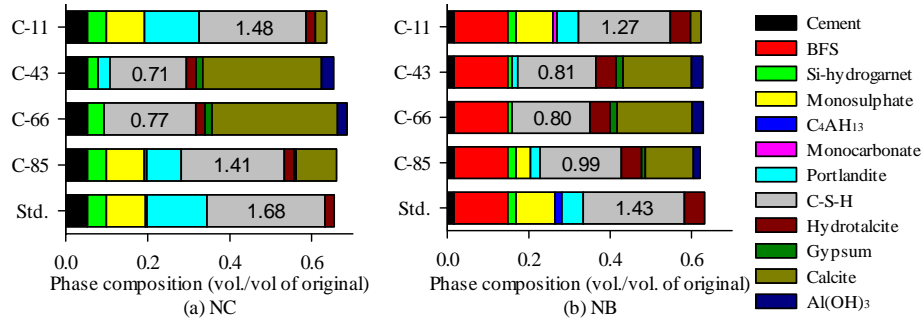 C-11
C-43
C-66
C-85
Std.
1.48
0.71
0.77
1.41
1.68
0.0 0.2 0.4 0.6
Phase composition (vol./vol of original)
(a) NC
C-11
C-43
C-66
C-85
Std.
1.27
0.81
0.80
0.99
1.43
0.0 0.2 0.4 0.6
Phase composition (vol./vol. of original)
(b) NB
Cement
BFS
Si-hydrogarnet
Monosulphate
C₄AH₁₃
Monocarbonate
Portlandite
C-S-H
Hydrotalcite
Gypsum
Calcite
Al(OH)₃